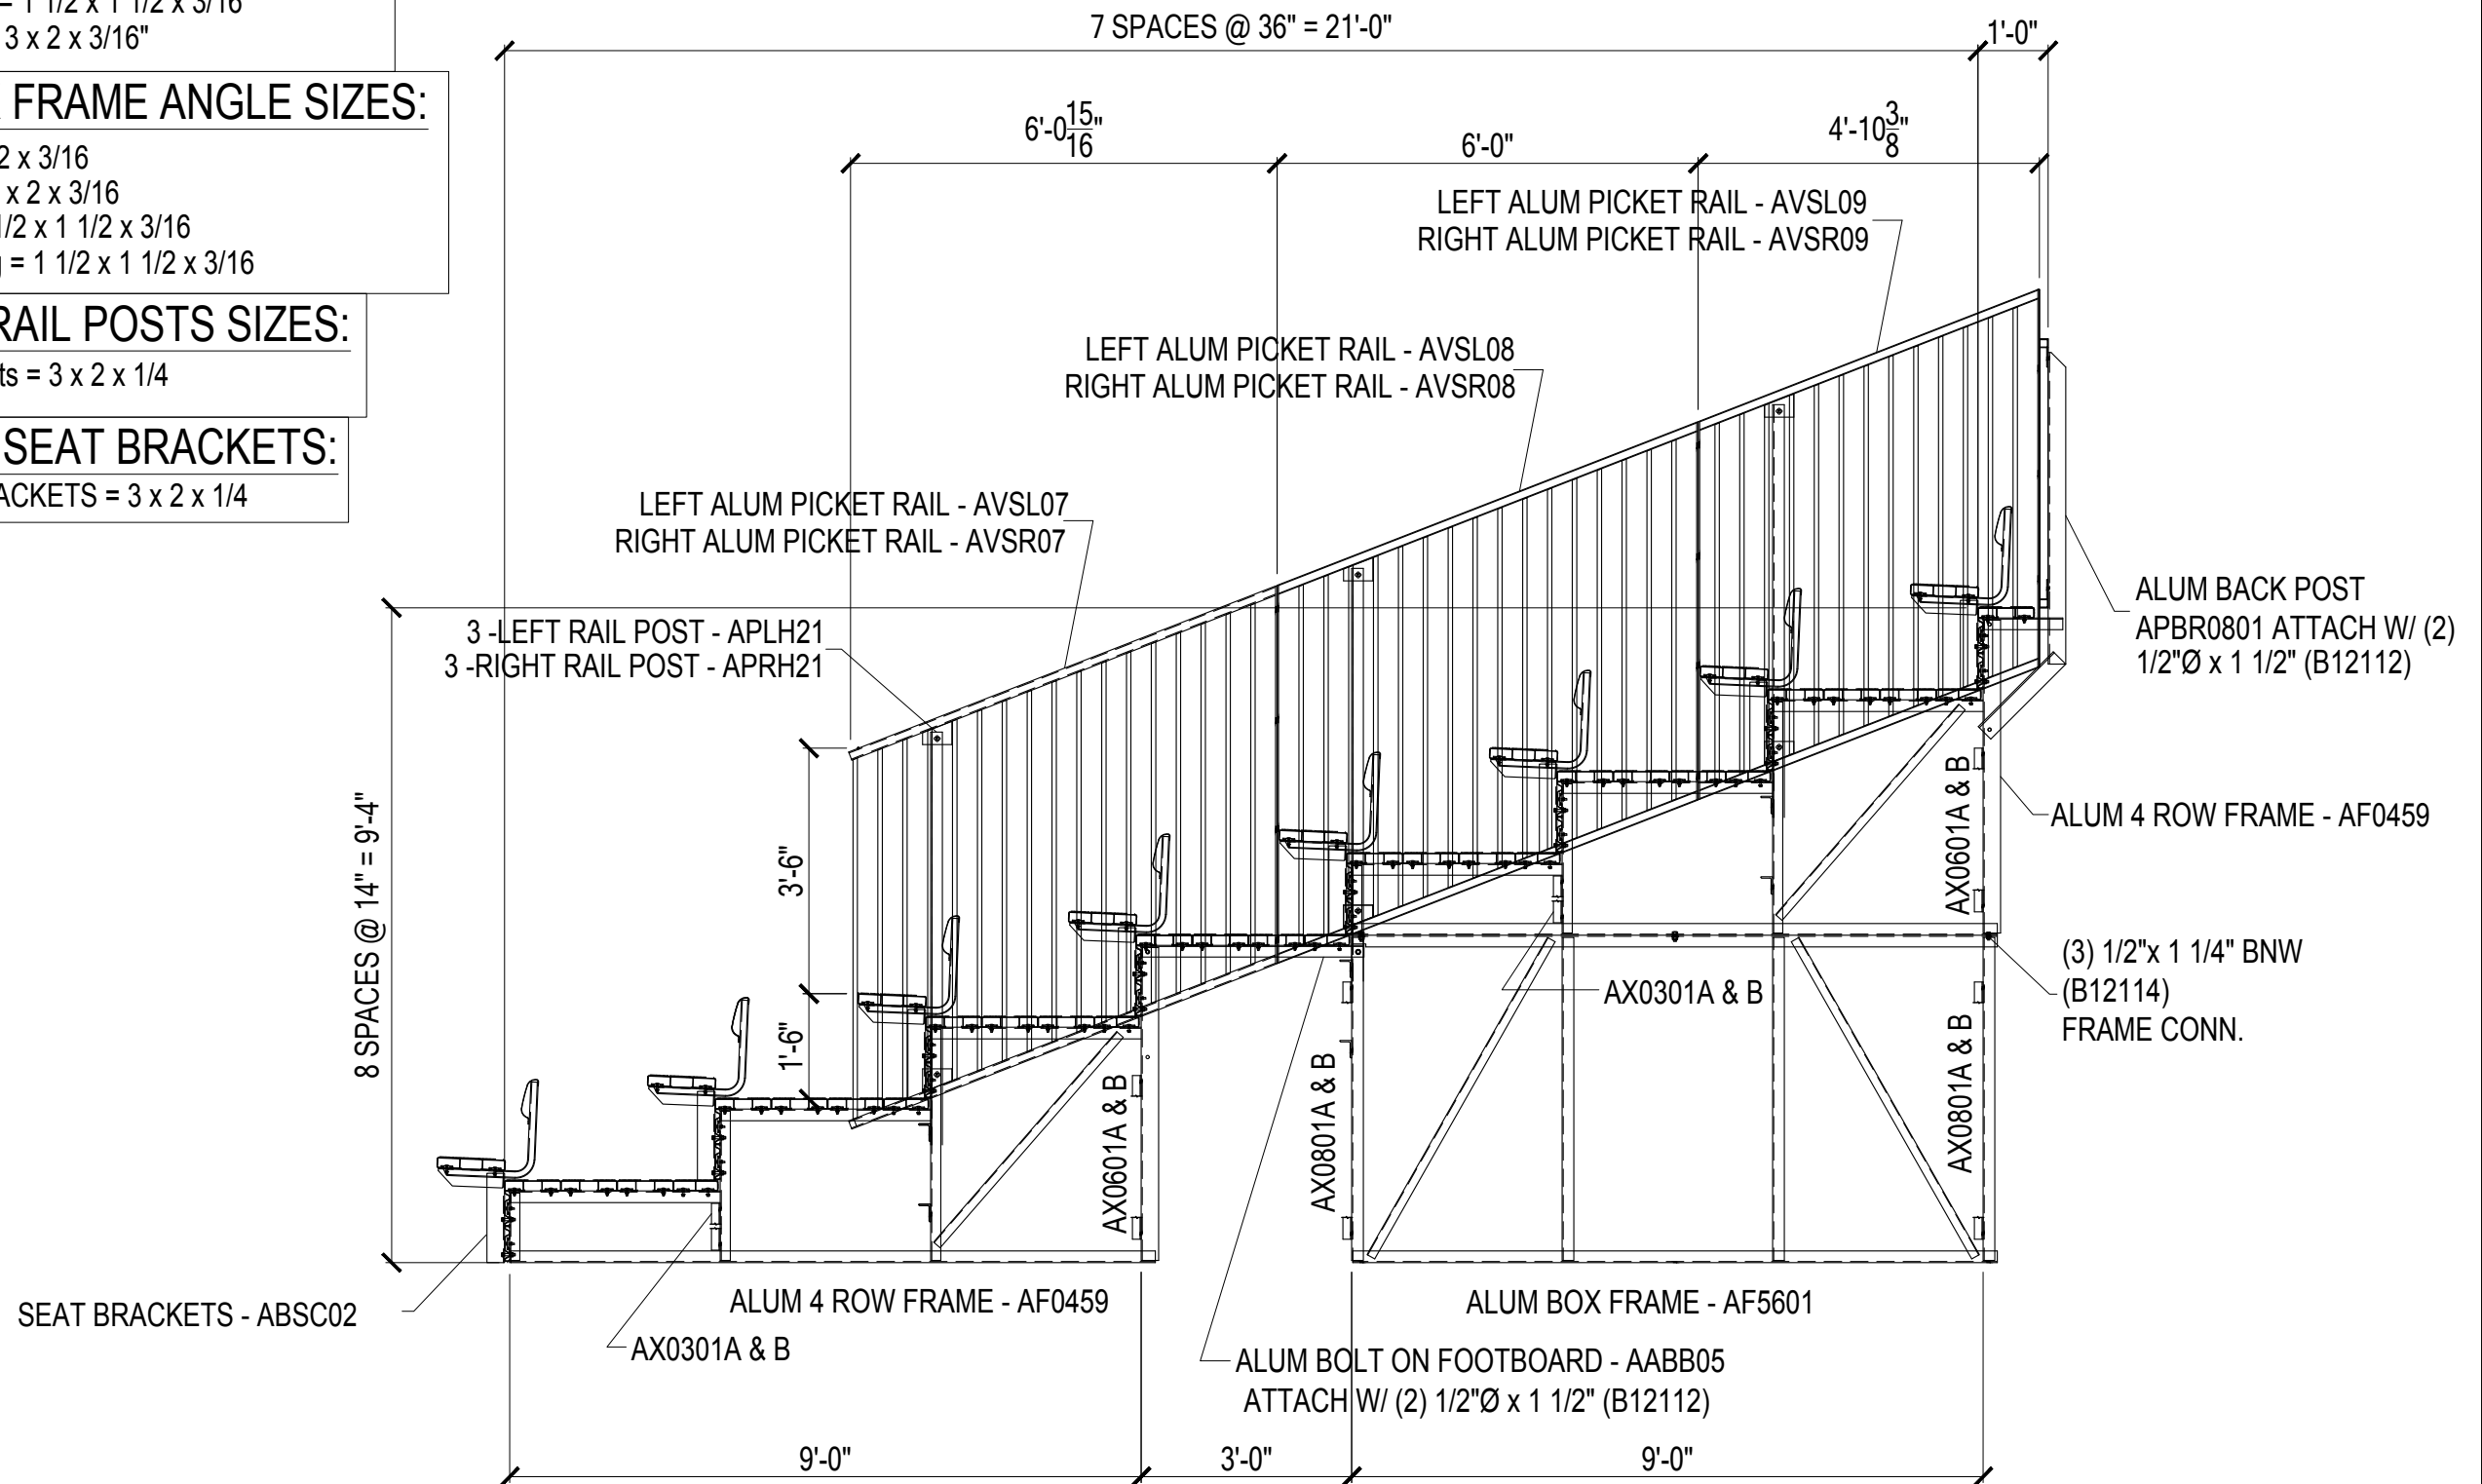 = 1 1/2 x 1 1/2 x 3/16
3 x 2 x 3/16"
FRAME ANGLE SIZES:
2 x 3/16
x 2 x 3/16
1/2 x 1 1/2 x 3/16
= 1 1/2 x 1 1/2 x 3/16
RAIL POSTS SIZES:
= 3 x 2 x 1/4
SEAT BRACKETS:
= 3 x 2 x 1/4
7 SPACES @ 36" = 21'-0"
1'-0"
6'-0 15/16"
6'-0"
4'-10 3/8"
LEFT ALUM PICKET RAIL - AVSL09
RIGHT ALUM PICKET RAIL - AVSR09
LEFT ALUM PICKET RAIL - AVSL08
RIGHT ALUM PICKET RAIL - AVSR08
LEFT ALUM PICKET RAIL - AVSL07
RIGHT ALUM PICKET RAIL - AVSR07
3 -LEFT RAIL POST - APLH21
3 -RIGHT RAIL POST - APRH21
ALUM BACK POST
APBR0801 ATTACH W/ (2)
1/2"Ø x 1 1/2" (B12112)
8 SPACES @ 14" = 9'-4"
3'-6"
1'-6"
AX0601A & B
ALUM 4 ROW FRAME - AF0459
(3) 1/2"x 1 1/4" BNW
(B12114)
FRAME CONN.
AX0301A & B
AX0601A & B
AX0801A & B
AX0801A & B
SEAT BRACKETS - ABSC02
ALUM 4 ROW FRAME - AF0459
AX0301A & B
ALUM BOX FRAME - AF5601
ALUM BOLT ON FOOTBOARD - AABB05
ATTACH W/ (2) 1/2"Ø x 1 1/2" (B12112)
9'-0"
3'-0"
9'-0"